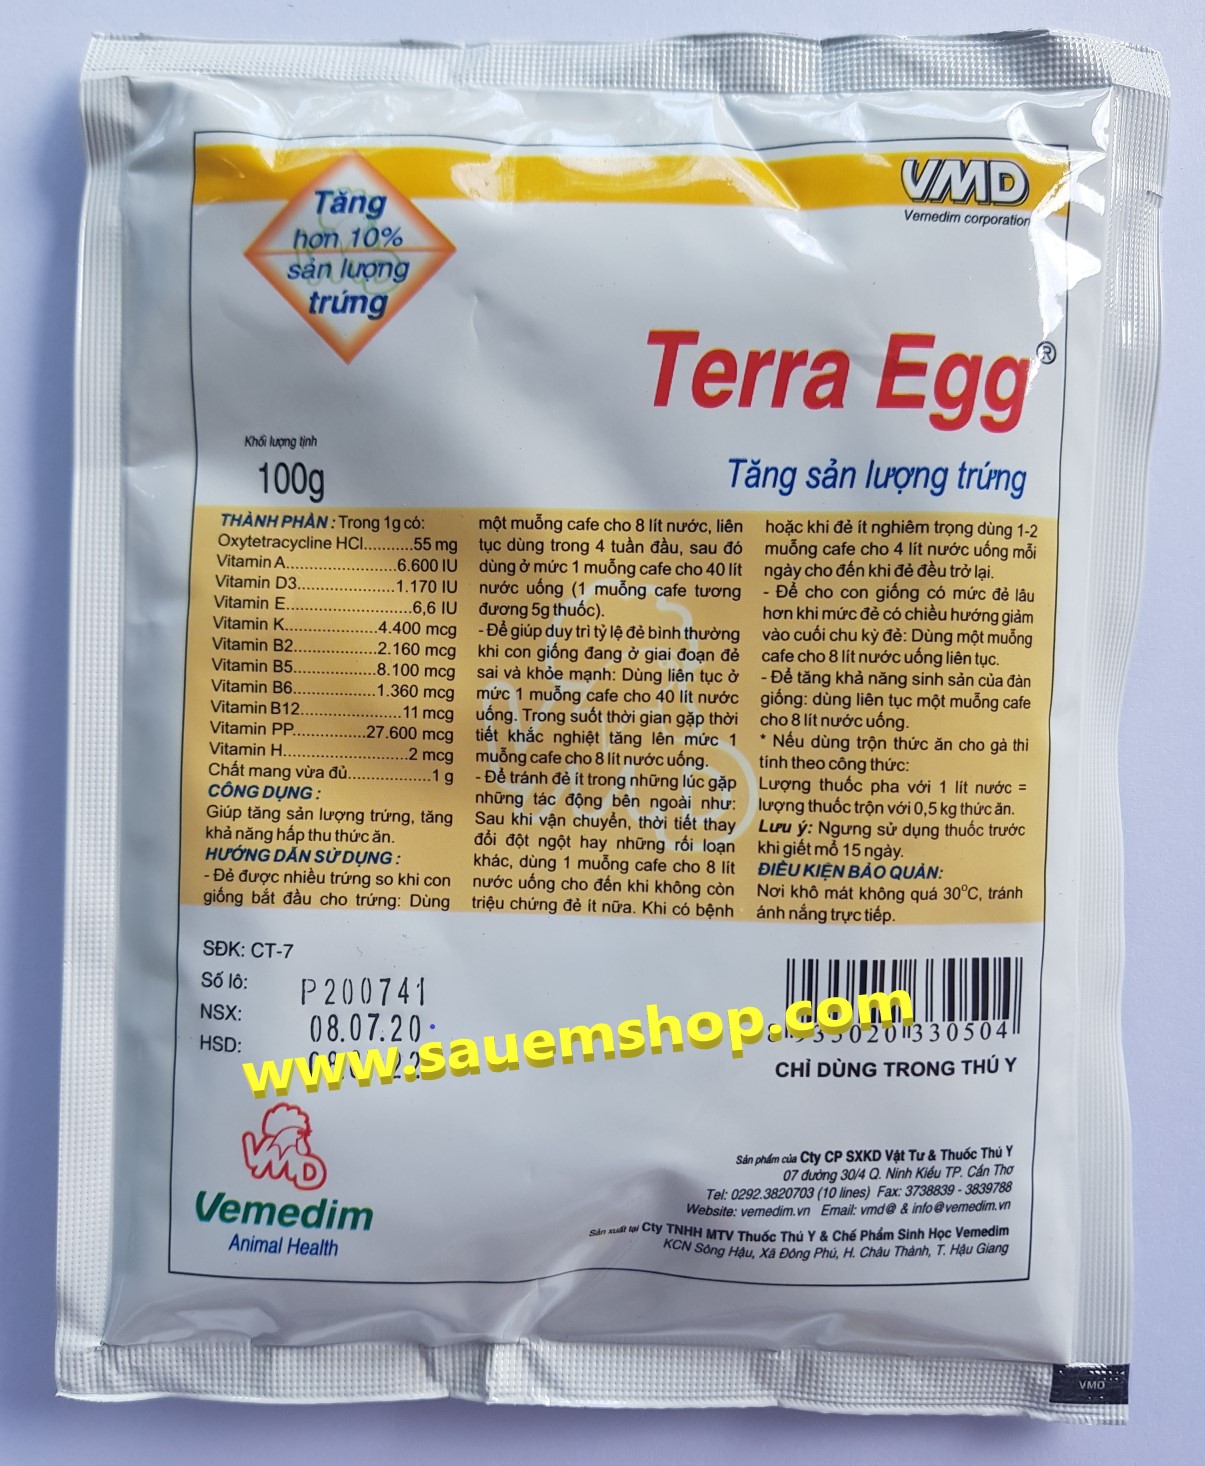 Tăng
hơn 10%
sản lượng
trứng
VMD
Vemedim corporation
Terra Egg®
Tăng sản lượng trứng
Khối lượng tịnh
100g
THÀNH PHẦN : Trong 1g có:
Oxytetracycline HCl...........55 mg
Vitamin A.........................6.600 IU
Vitamin D3......................1.170 IU
Vitamin E............................6,6 IU
Vitamin K.....................4.400 mcg
Vitamin B2...................2.160 mcg
Vitamin B5...................8.100 mcg
Vitamin B6...................1.360 mcg
Vitamin B12.......................11 mcg
Vitamin PP.................27.600 mcg
Vitamin H............................2 mcg
Chất mang vừa đủ...................1 g
CÔNG DỤNG :
Giúp tăng sản lượng trứng, tăng
khả năng hấp thu thức ăn.
HƯỚNG DẪN SỬ DỤNG :
- Đẻ được nhiều trứng so khi con
giống bắt đầu cho trứng: Dùng
một muỗng cafe cho 8 lít nước, liên
tục dùng trong 4 tuần đầu, sau đó
dùng ở mức 1 muỗng cafe cho 40 lít
nước uống (1 muỗng cafe tương
đương 5g thuốc).
- Để giúp duy trì tỷ lệ đẻ bình thường
khi con giống đang ở giai đoạn đẻ
sai và khỏe mạnh: Dùng liên tục ở
mức 1 muỗng cafe cho 40 lít nước
uống. Trong suốt thời gian gặp thời
tiết khắc nghiệt tăng lên mức 1
muỗng cafe cho 8 lít nước uống.
- Để tránh đẻ ít trong những lúc gặp
những tác động bên ngoài như:
Sau khi vận chuyển, thời tiết thay
đổi đột ngột hay những rối loạn
khác, dùng 1 muỗng cafe cho 8 lít
nước uống cho đến khi không còn
triệu chứng đẻ ít nữa. Khi có bệnh
hoặc khi đẻ ít nghiêm trọng dùng 1-2
muỗng cafe cho 4 lít nước uống mỗi
ngày cho đến khi đẻ đều trở lại.
- Để cho con giống có mức đẻ lâu
hơn khi mức đẻ có chiều hướng giảm
vào cuối chu kỳ đẻ: Dùng một muỗng
cafe cho 8 lít nước uống liên tục.
- Để tăng khả năng sinh sản của đàn
giống: dùng liên tục một muỗng cafe
cho 8 lít nước uống.
* Nếu dùng trộn thức ăn cho gà thì
tính theo công thức:
Lượng thuốc pha với 1 lít nước =
lượng thuốc trộn với 0,5 kg thức ăn.
Lưu ý: Ngưng sử dụng thuốc trước
khi giết mổ 15 ngày.
ĐIỀU KIỆN BẢO QUẢN:
Nơi khô mát không quá 30°C, tránh
ánh nắng trực tiếp.
SĐK: CT-7
Số lô: P200741
NSX: 08.07.20
HSD:
www.sauemshop.com
8 933020 330504
CHỈ DÙNG TRONG THÚ Y
VMD
Vemedim
Animal Health
Sản phẩm của Cty CP SXKD Vật Tư & Thuốc Thú Y
07 đường 30/4 Q. Ninh Kiều TP. Cần Thơ
Tel: 0292.3820703 (10 lines) Fax: 3738839 - 3839788
Website: vemedim.vn Email: vmd@ & info@vemedim.vn
Sản xuất tại Cty TNHH MTV Thuốc Thú Y & Chế Phẩm Sinh Học Vemedim
KCN Sông Hậu, Xã Đông Phú, H. Châu Thành, T. Hậu Giang
VMD